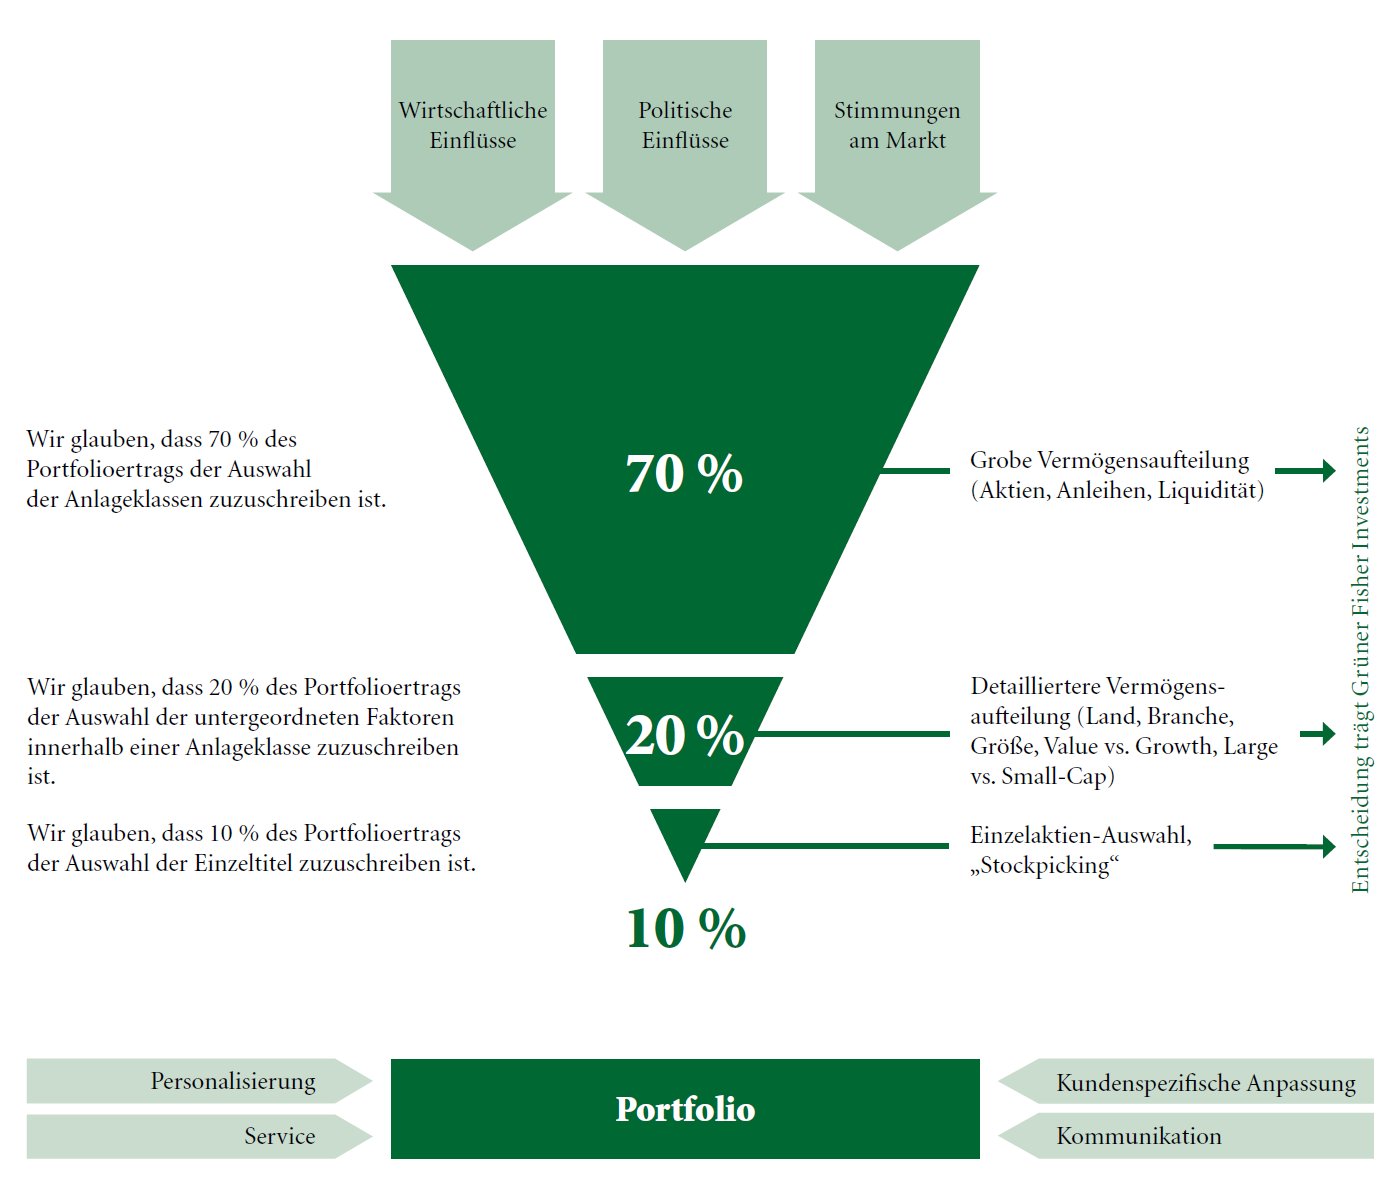 Wirtschaftliche
Einflüsse
Politische
Einflüsse
Stimmungen
am Markt
Wir glauben, dass 70 % des
Portfolioertrags der Auswahl
der Anlageklassen zuzuschreiben ist.
70 %
Grobe Vermögensaufteilung
(Aktien, Anleihen, Liquidität)
Wir glauben, dass 20 % des Portfolioertrags
der Auswahl der untergeordneten Faktoren
innerhalb einer Anlageklasse zuzuschreiben
ist.
20 %
Detailliertere Vermögens-
aufteilung (Land, Branche,
Größe, Value vs. Growth, Large
vs. Small-Cap)
Wir glauben, dass 10 % des Portfolioertrags
der Auswahl der Einzeltitel zuzuschreiben ist.
10 %
Einzelaktien-Auswahl,
„Stockpicking“
Entscheidung trägt Grüner Fisher Investments
Personalisierung
Service
Portfolio
Kundenspezifische Anpassung
Kommunikation